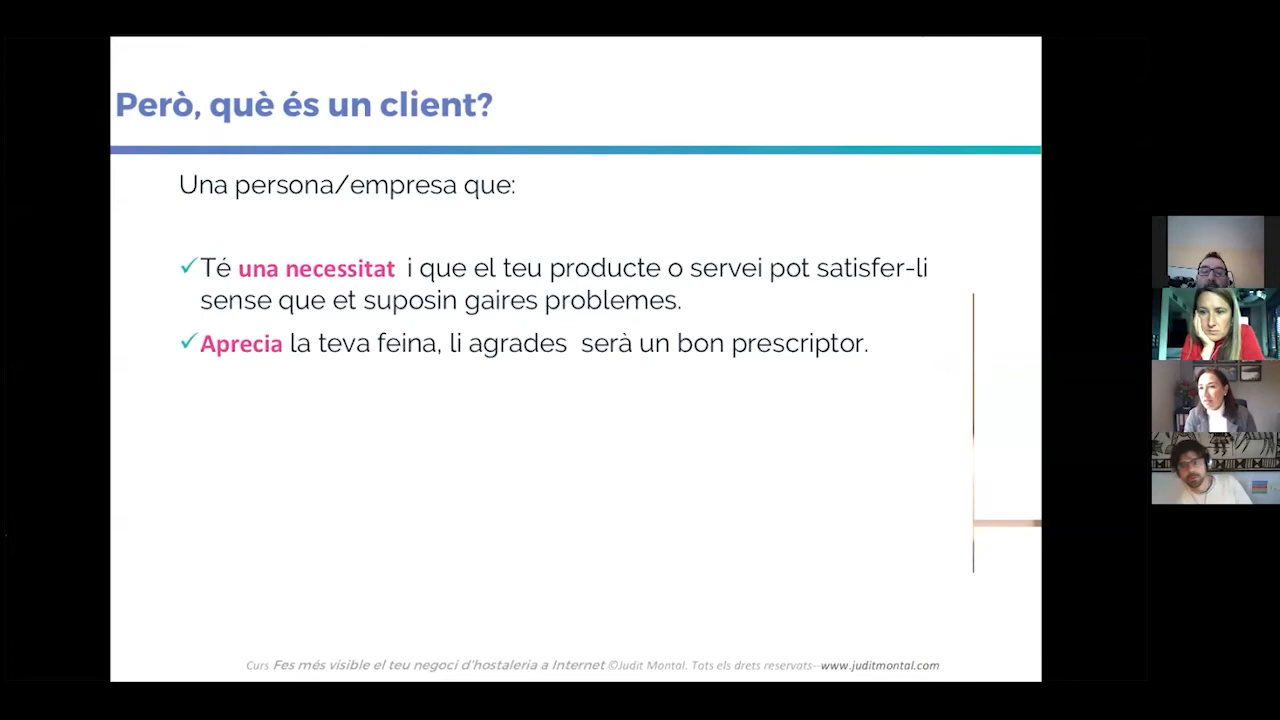 Però, què és un client?
Una persona/empresa que:
✓Té una necessitat i que el teu producte o servei pot satisfer-li
sense que et suposin gaires problemes.
✓Aprecia la teva feina, li agrades serà un bon prescriptor.
Curs Fes més visible el teu negoci d'hostaleria a Internet ©Judit Montal. Tots els drets reservats--www.juditmontal.com